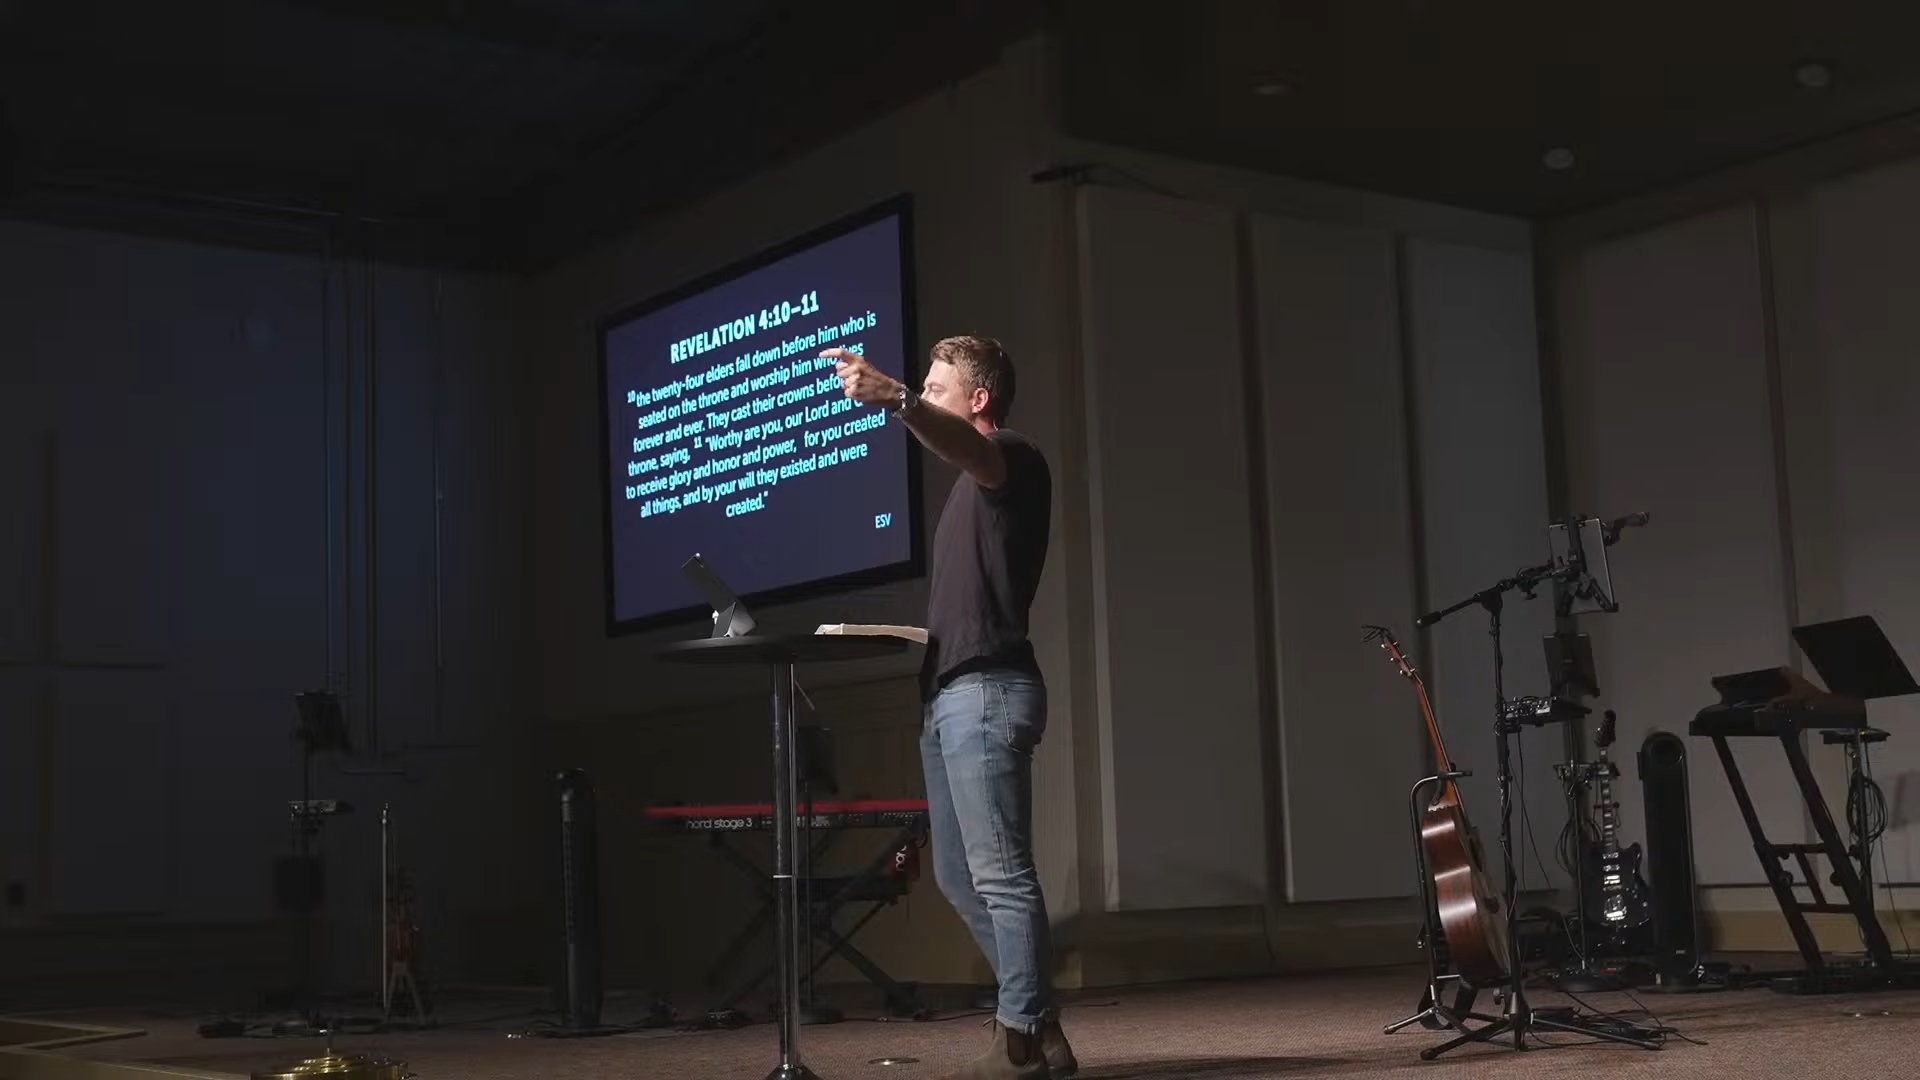 REVELATION 4:10–11
10 the twenty-four elders fall down before him who is
seated on the throne and worship him who lives
forever and ever. They cast their crowns before
throne, saying, 11 "Worthy are you, our Lord and
to receive glory and honor and power, for you created
all things, and by your will they existed and were
created."
ESV
nord stage 3